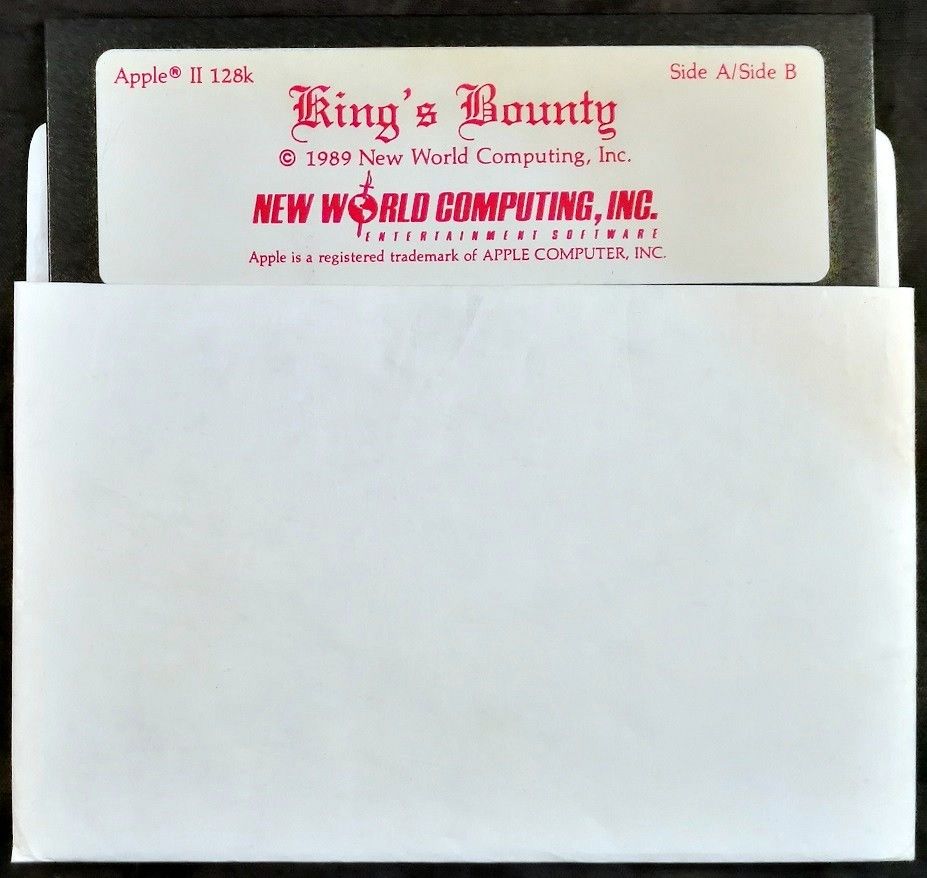 Apple® II 128k
Side A/Side B
King's Bounty
© 1989 New World Computing, Inc.
NEW WORLD COMPUTING, INC.
ENTERTAINMENT SOFTWARE
Apple is a registered trademark of APPLE COMPUTER, INC.